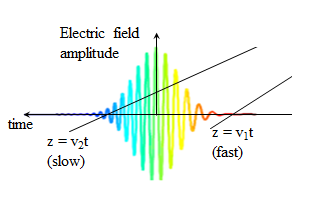 Electric field
amplitude
time
z = v₂t
(slow)
z = v₁t
(fast)